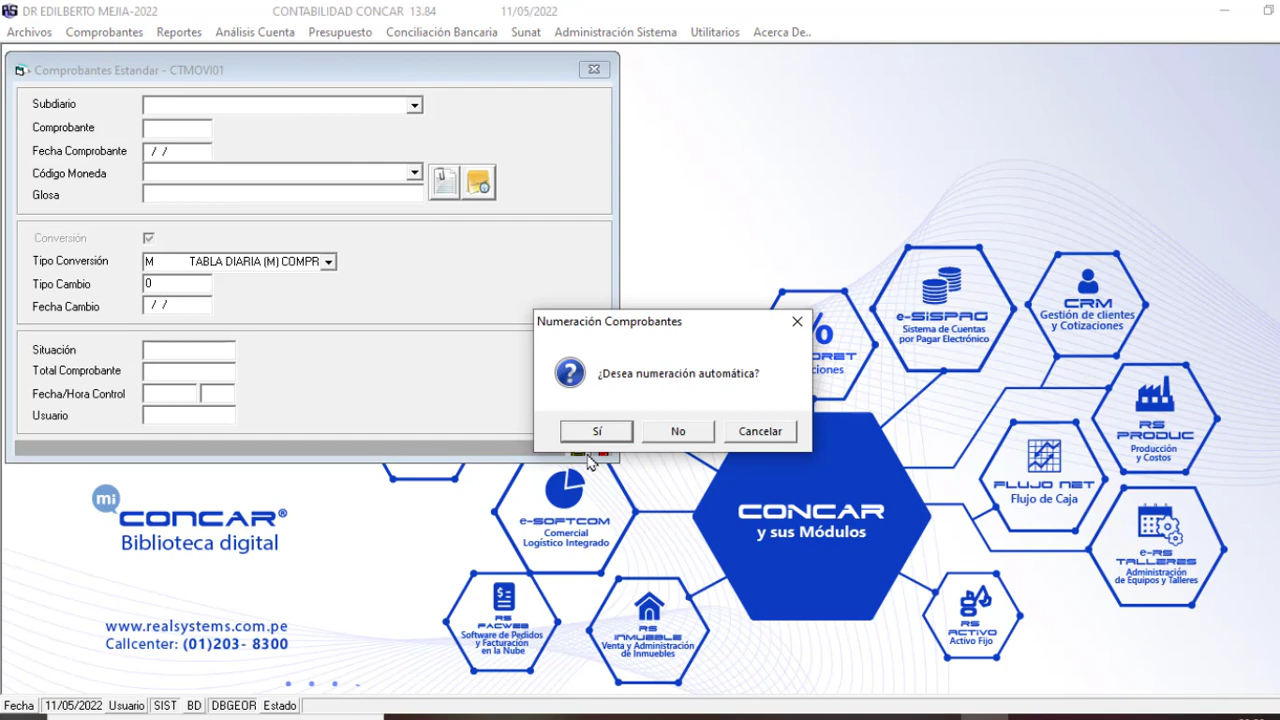 DR EDILBERTO MEJIA-2022 CONTABILIDAD CONCAR 13.84 11/05/2022
Archivos Comprobantes Reportes Análisis Cuenta Presupuesto Conciliación Bancaria Sunat Administración Sistema Utilitarios Acerca De..
Comprobantes Estandar - CTMOVI01
Subdiario
Comprobante
Fecha Comprobante / /
Código Moneda
Glosa
Conversión
Tipo Conversión M TABLA DIARIA (M) COMPR
Tipo Cambio 0
Fecha Cambio / /
Situación
Total Comprobante
Fecha/Hora Control
Usuario
Numeración Comprobantes
¿Desea numeración automática?
Sí No Cancelar
%
e-SISPAG
Sistema de Cuentas
por Pagar Electrónico
CRM
Gestión de clientes
y Cotizaciones
RS
PRODUC
Producción
y Costos
FLUJO NET
Flujo de Caja
CONCAR
y sus Módulos
e-SOFTCOM
Comercial
Logístico Integrado
e-RS
TALLERES
Administración
de Equipos y Talleres
RS
FACWEB
Software de Pedidos
y Facturación
en la Nube
RS
INMUEBLE
Venta y Administración
de Inmuebles
RS
ACTIVO
Activo Fijo
mi
CONCAR®
Biblioteca digital
www.realsystems.com.pe
Callcenter: (01)203- 8300
Fecha 11/05/2022 Usuario SIST BD DBGEOR Estado